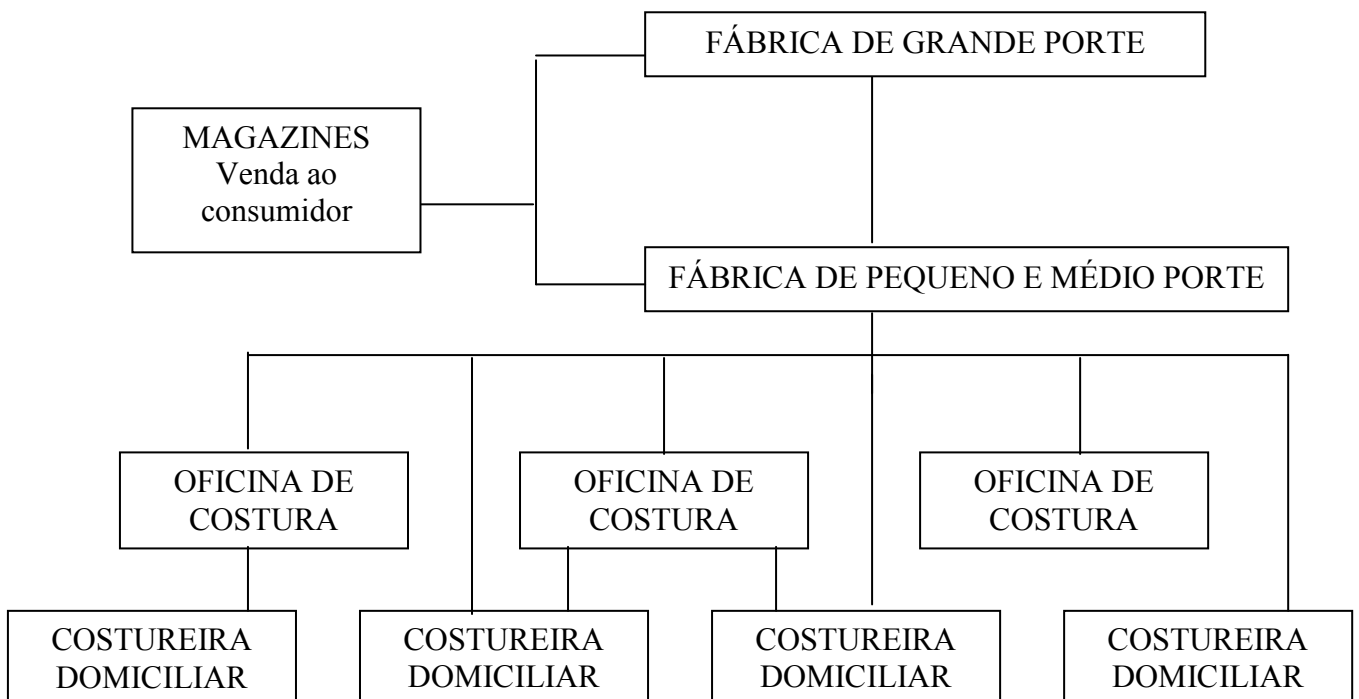 FÁBRICA DE GRANDE PORTE
MAGAZINES
Venda ao
consumidor
FÁBRICA DE PEQUENO E MÉDIO PORTE
OFICINA DE
COSTURA
OFICINA DE
COSTURA
OFICINA DE
COSTURA
COSTUREIRA
DOMICILIAR
COSTUREIRA
DOMICILIAR
COSTUREIRA
DOMICILIAR
COSTUREIRA
DOMICILIAR